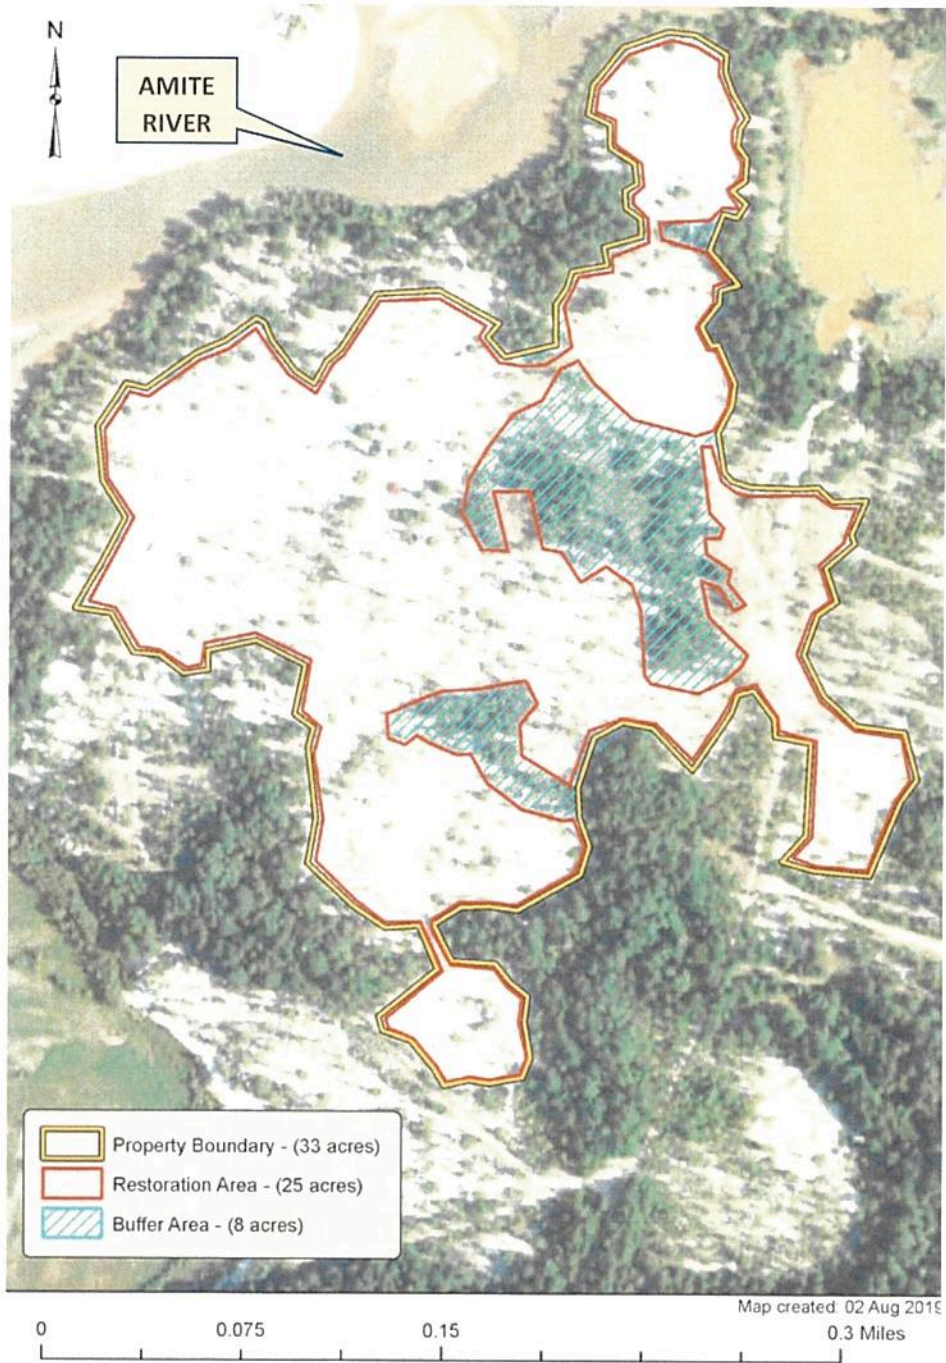 N
AMITE
RIVER
Property Boundary - (33 acres)
Restoration Area - (25 acres)
Buffer Area - (8 acres)
Map created: 02 Aug 2019
0 0.075 0.15 0.3 Miles